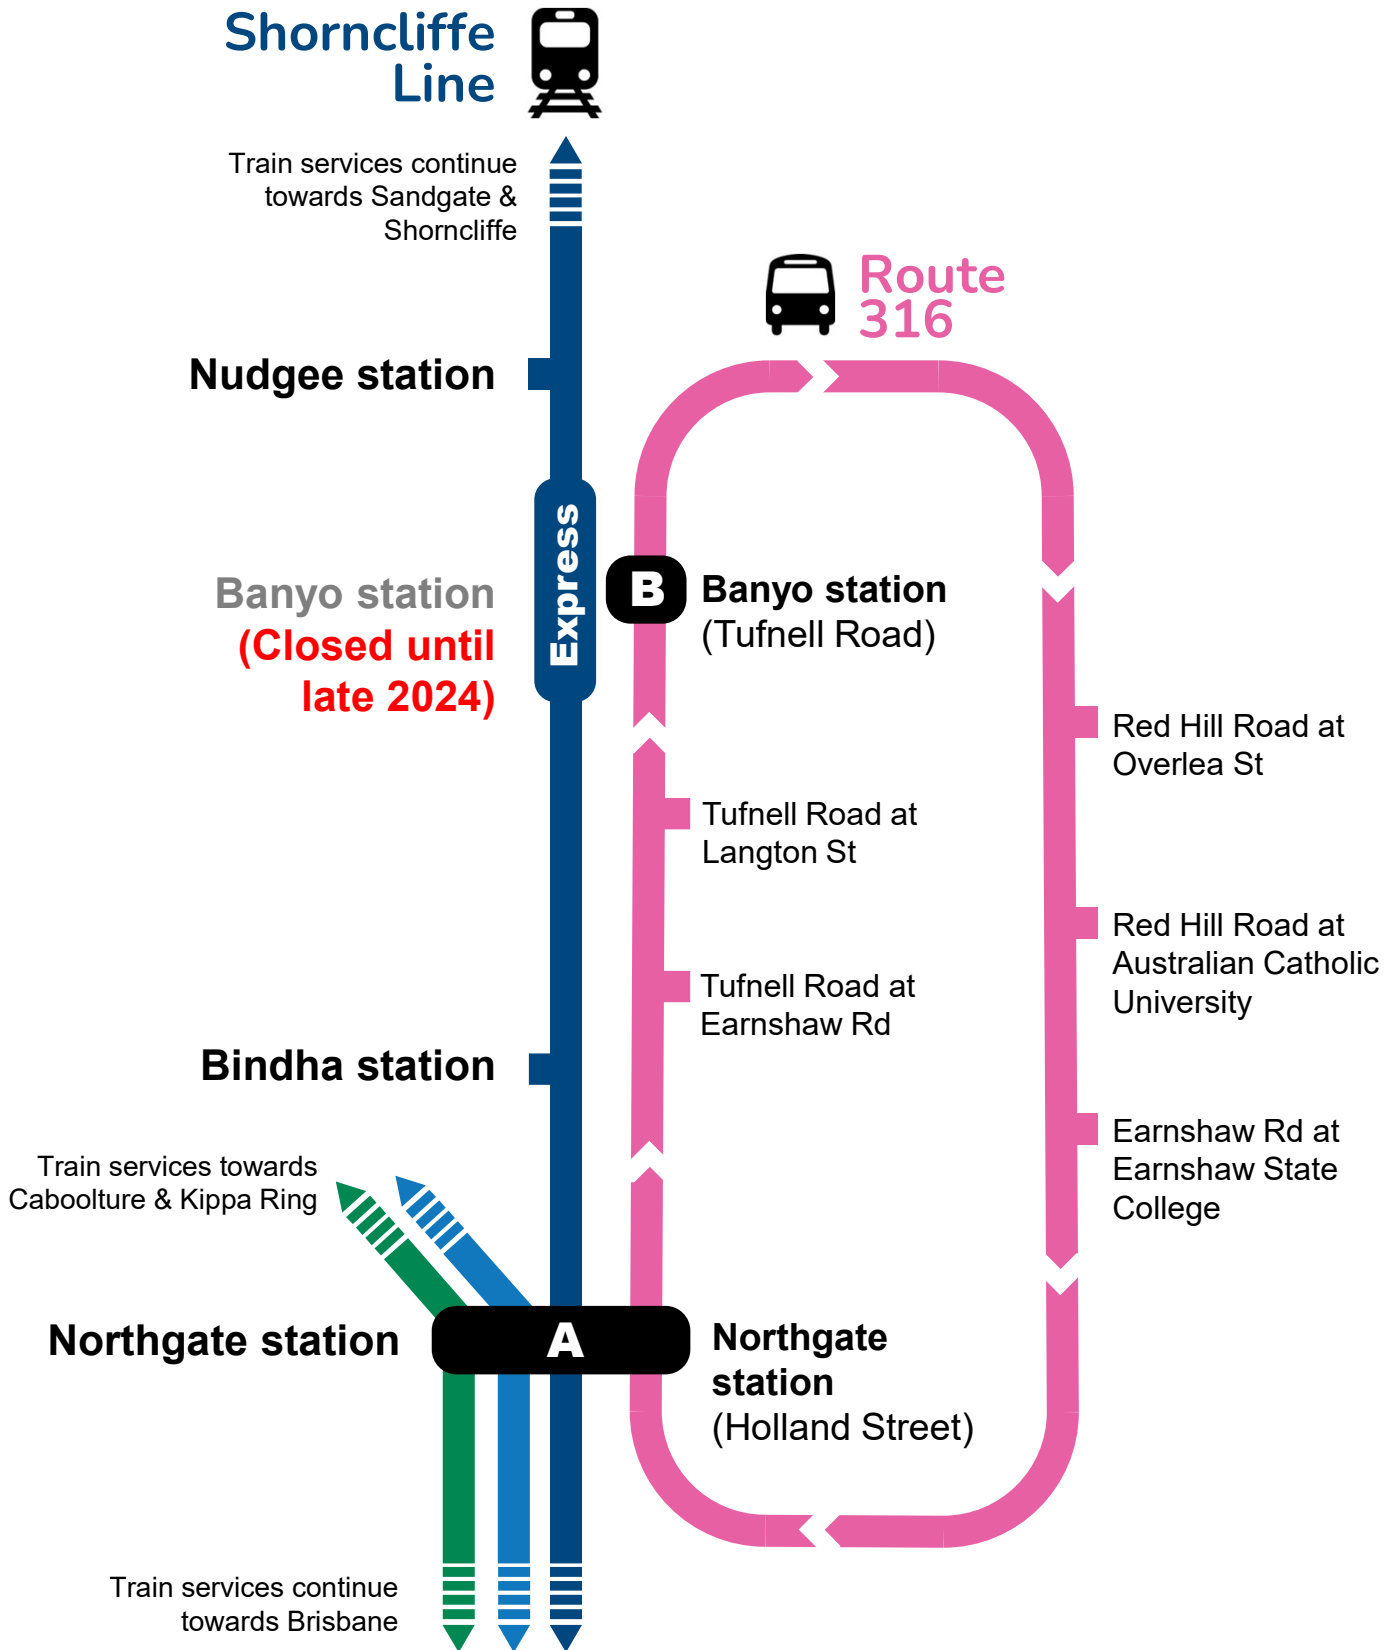 Shorncliffe
Line
Train services continue
towards Sandgate &
Shorncliffe
Route
316
Nudgee station
Express
Banyo station
(Closed until
late 2024)
B
Banyo station
(Tufnell Road)
Red Hill Road at
Overlea St
Tufnell Road at
Langton St
Red Hill Road at
Australian Catholic
University
Tufnell Road at
Earnshaw Rd
Bindha station
Earnshaw Rd at
Earnshaw State
College
Train services towards
Caboolture & Kippa Ring
Northgate station
A
Northgate
station
(Holland Street)
Train services continue
towards Brisbane